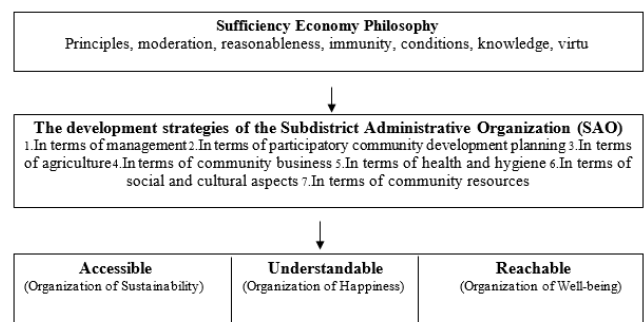 Sufficiency Economy Philosophy
Principles, moderation, reasonableness, immunity, conditions, knowledge, virtu
The development strategies of the Subdistrict Administrative Organization (SAO)
1.In terms of management2.In terms of participatory community development planning 3.In terms
of agriculture4.In terms of community business 5.In terms of health and hygiene 6.In terms of
social and cultural aspects 7.In terms of community resources
Accessible
(Organization of Sustainability)
Understandable
(Organization of Happiness)
Reachable
(Organization of Well-being)